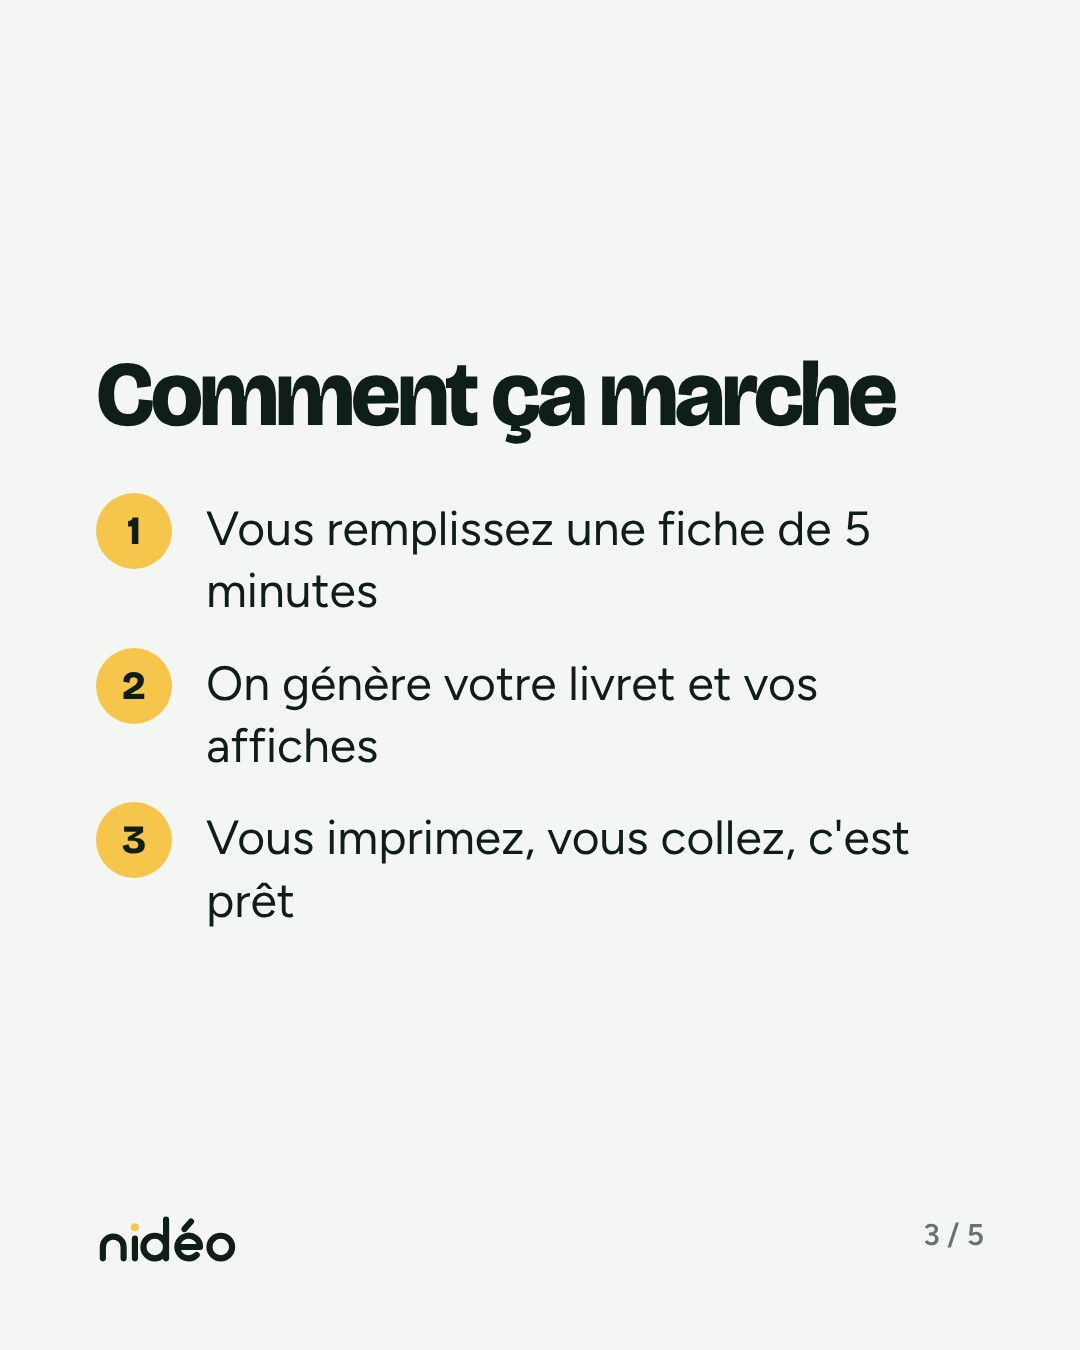 Comment ça marche
1 Vous remplissez une fiche de 5
minutes
2 On génère votre livret et vos
affiches
3 Vous imprimez, vous collez, c'est
prêt
nidéo
3 / 5